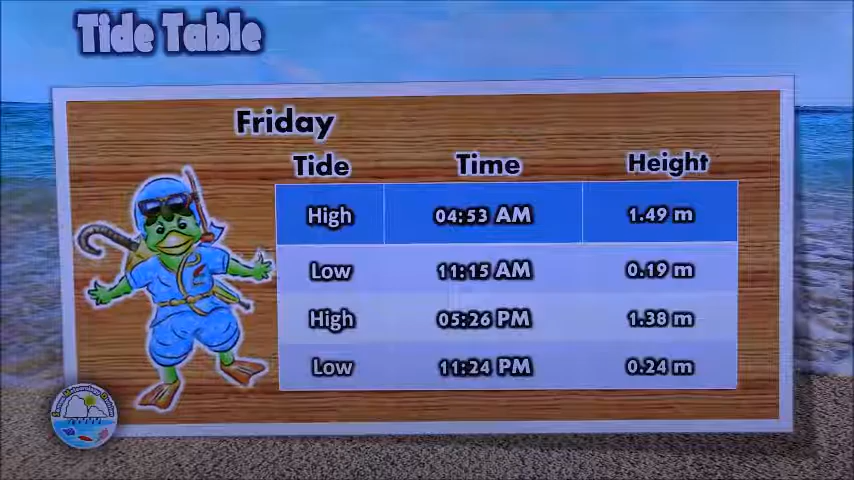 Tide Table
Friday
Tide Time Height
High 04:53 AM 1.49 m
Low 11:15 AM 0.19 m
High 05:26 PM 1.38 m
Low 11:24 PM 0.24 m